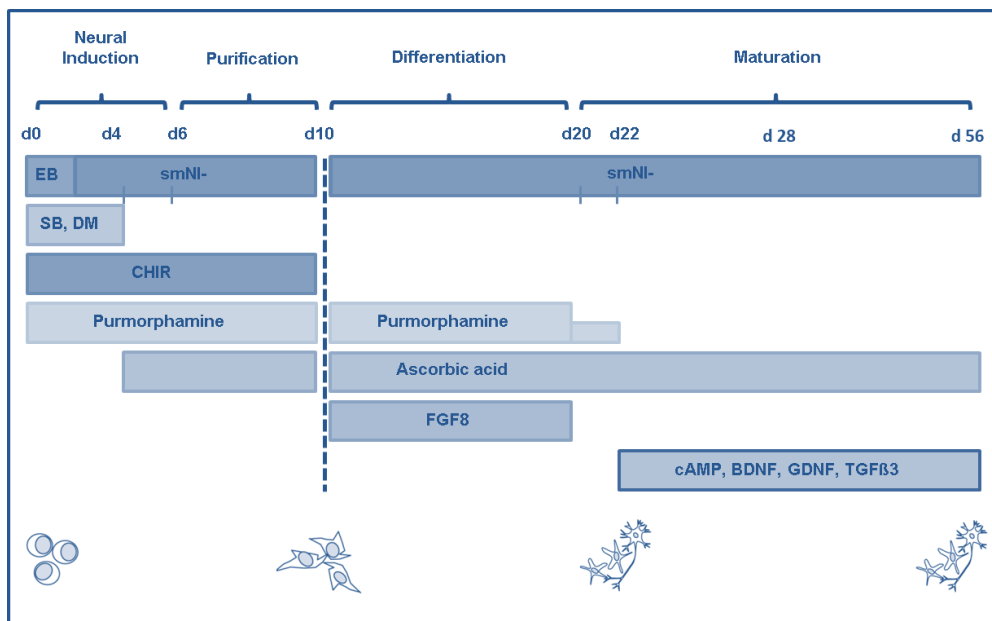 Neural
Induction
Purification
Differentiation
Maturation
d0
d4
d6
d10
d20
d22
d 28
d 56
EB
smNI-
smNI-
SB, DM
CHIR
Purmorphamine
Purmorphamine
Ascorbic acid
FGF8
cAMP, BDNF, GDNF, TGFß3